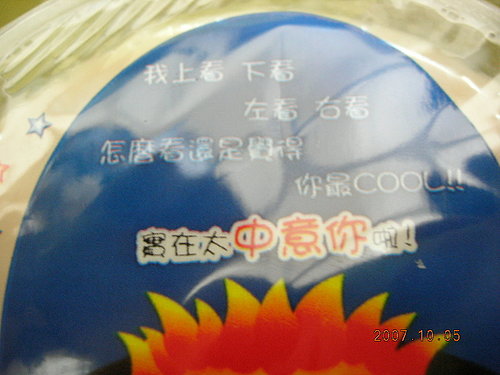 我上看 下看
左看 右看
怎麼看還是覺得
你最COOL!!
實在太中意你啦!
2007.10.05